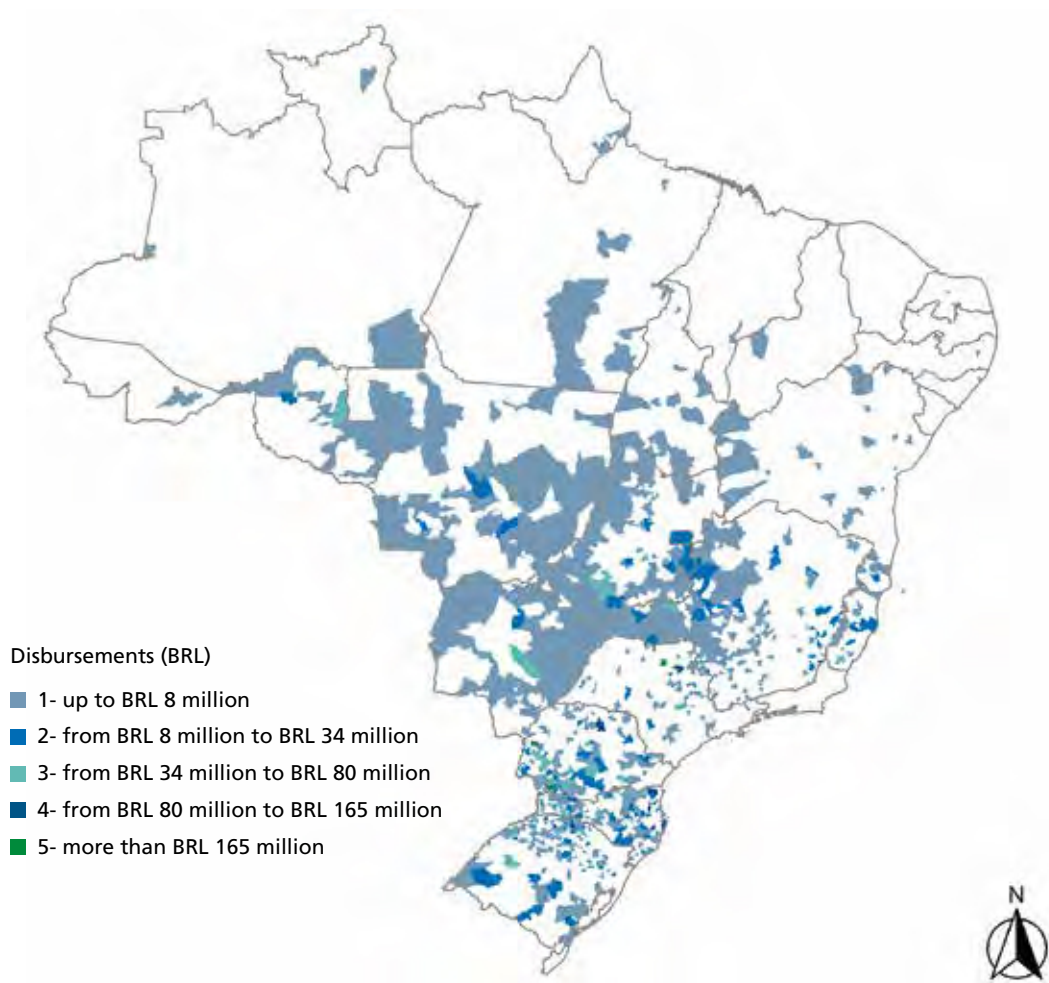 Disbursements (BRL)
1- up to BRL 8 million
2- from BRL 8 million to BRL 34 million
3- from BRL 34 million to BRL 80 million
4- from BRL 80 million to BRL 165 million
5- more than BRL 165 million
N